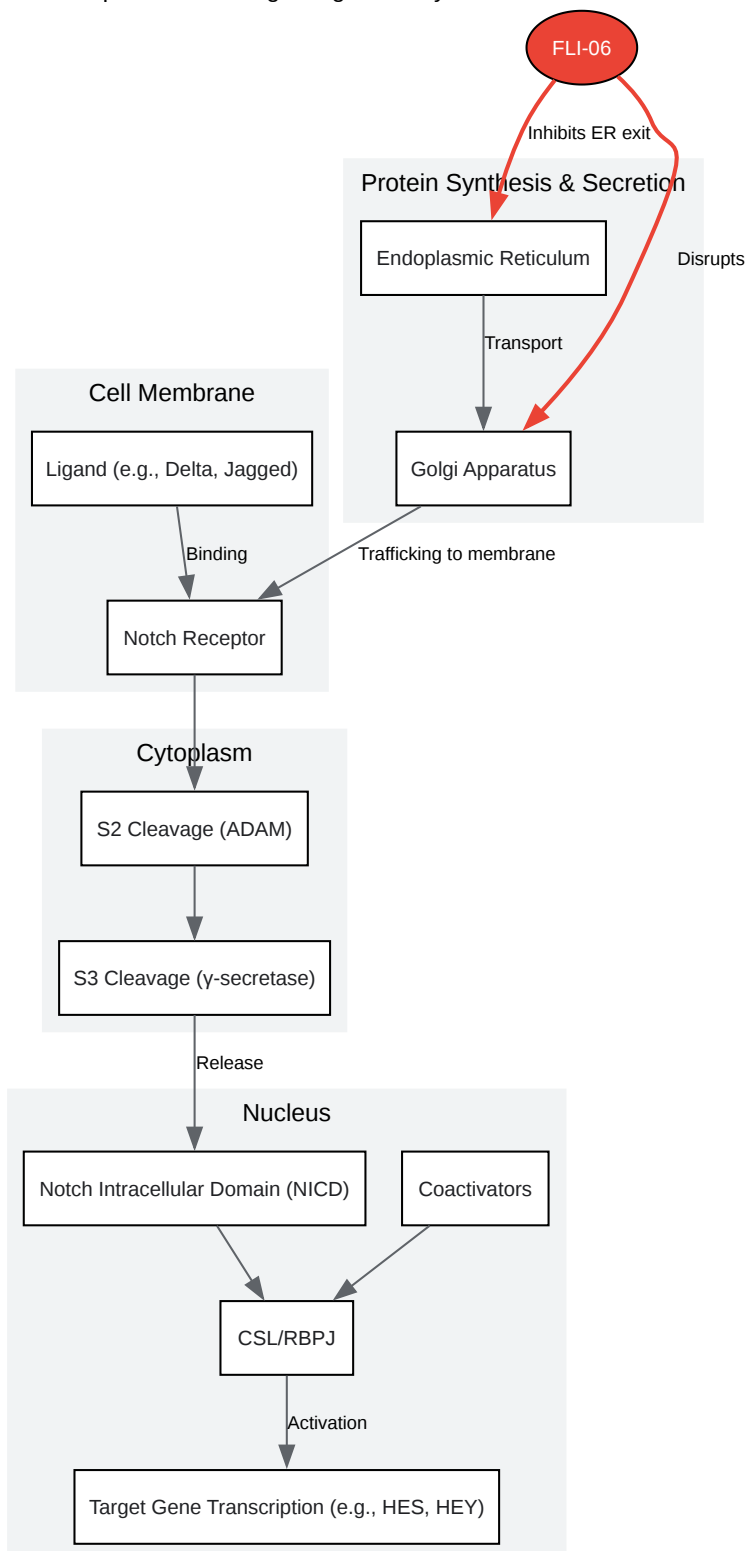 FLI-06
Inhibits ER exit
Protein Synthesis & Secretion
Endoplasmic Reticulum
Disrupts
Transport
Cell Membrane
Ligand (e.g., Delta, Jagged)
Golgi Apparatus
Binding
Trafficking to membrane
Notch Receptor
Cytoplasm
S2 Cleavage (ADAM)
S3 Cleavage (γ-secretase)
Release
Nucleus
Notch Intracellular Domain (NICD)
Coactivators
CSL/RBPJ
Activation
Target Gene Transcription (e.g., HES, HEY)